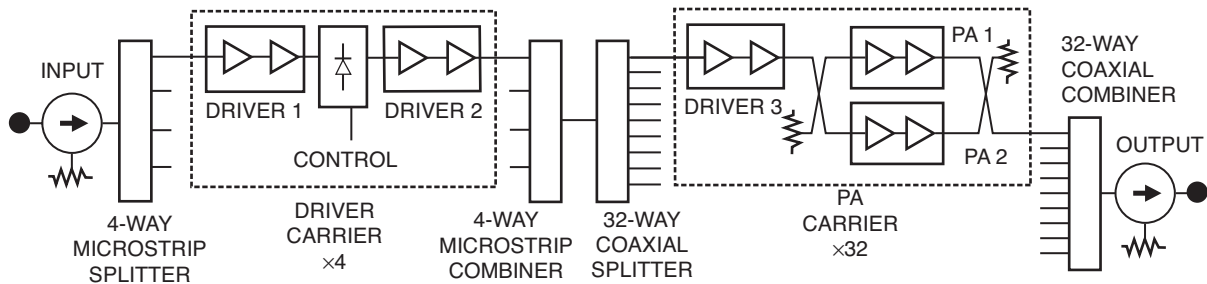 INPUT
4-WAY
MICROSTRIP
SPLITTER
DRIVER 1
CONTROL
DRIVER 2
DRIVER
CARRIER
×4
4-WAY
MICROSTRIP
COMBINER
32-WAY
COAXIAL
SPLITTER
DRIVER 3
PA 1
PA 2
PA
CARRIER
×32
32-WAY
COAXIAL
COMBINER
OUTPUT